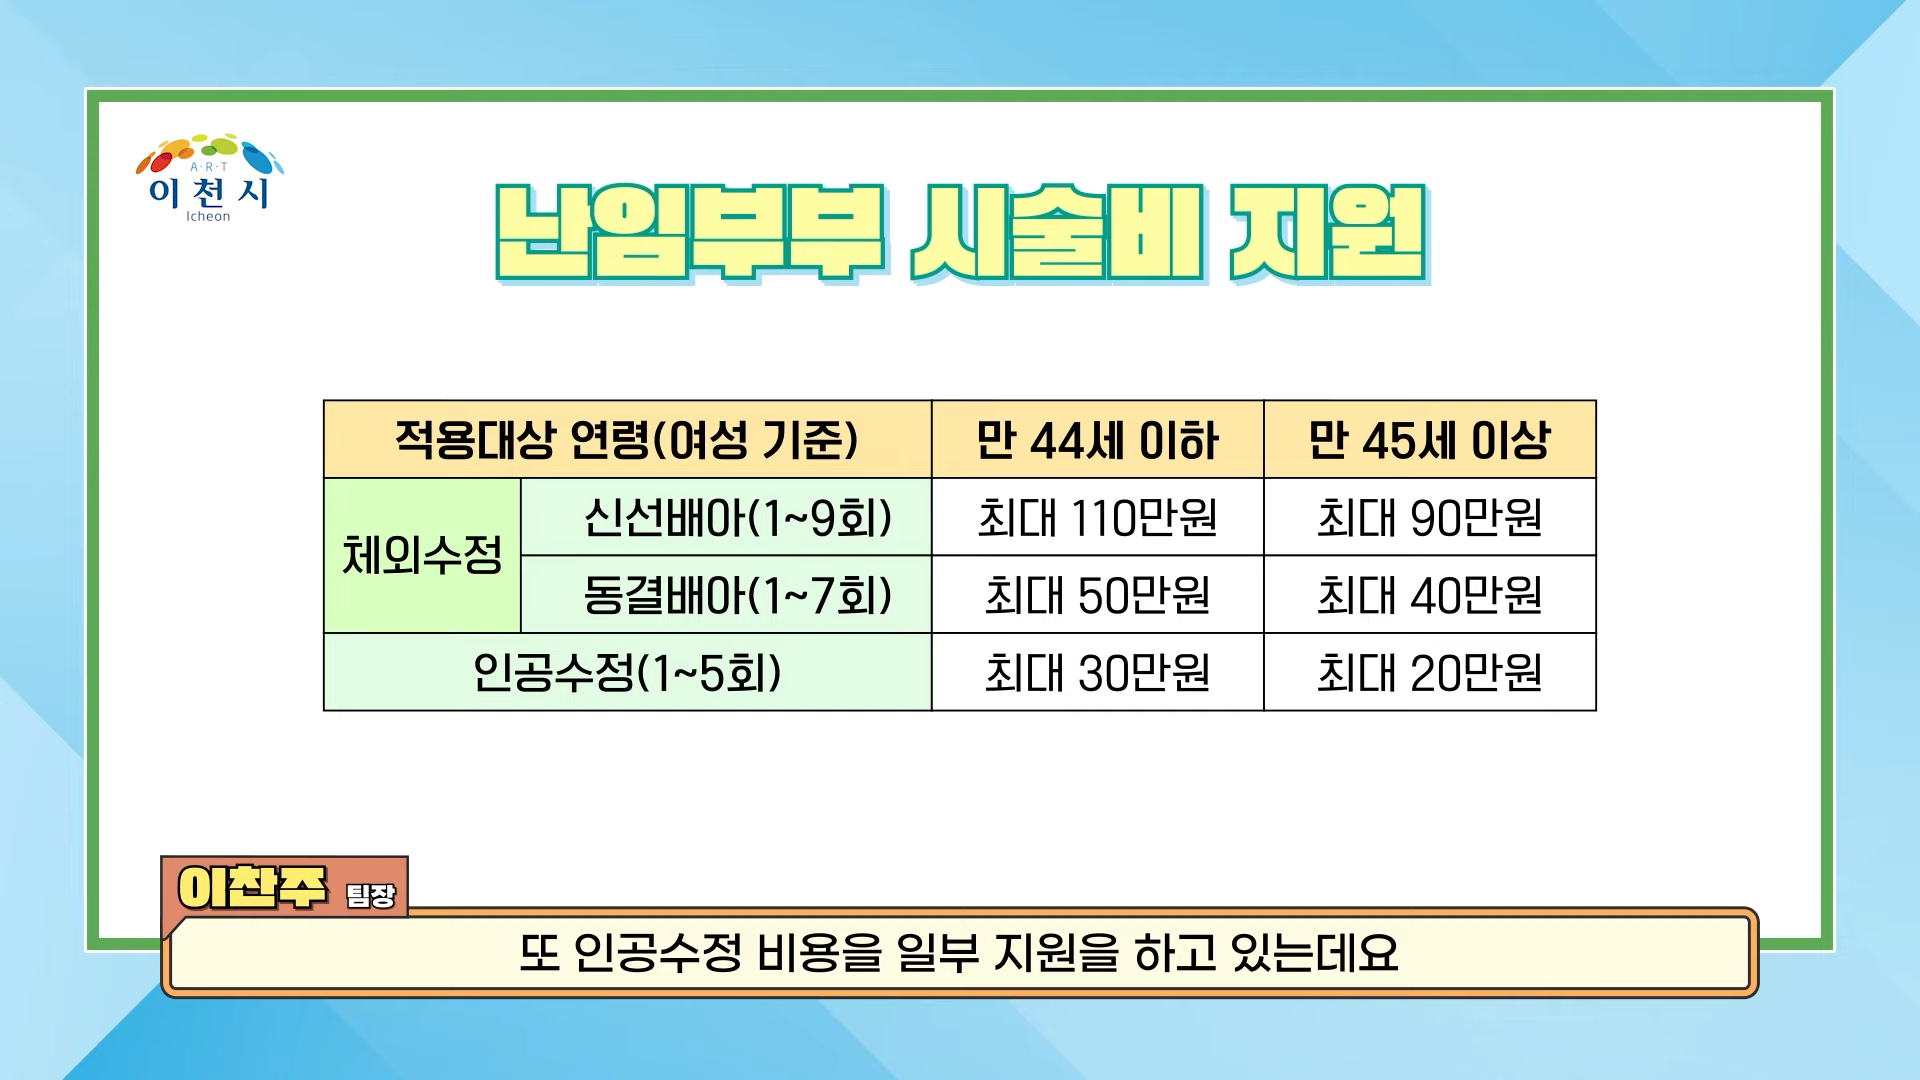 A·R·T
이천시
Icheon
난임부부 시술비 지원
적용대상 연령(여성 기준) 만 44세 이하 만 45세 이상
체외수정 신선배아(1~9회) 최대 110만원 최대 90만원
동결배아(1~7회) 최대 50만원 최대 40만원
인공수정(1~5회) 최대 30만원 최대 20만원
이찬주 팀장
또 인공수정 비용을 일부 지원을 하고 있는데요